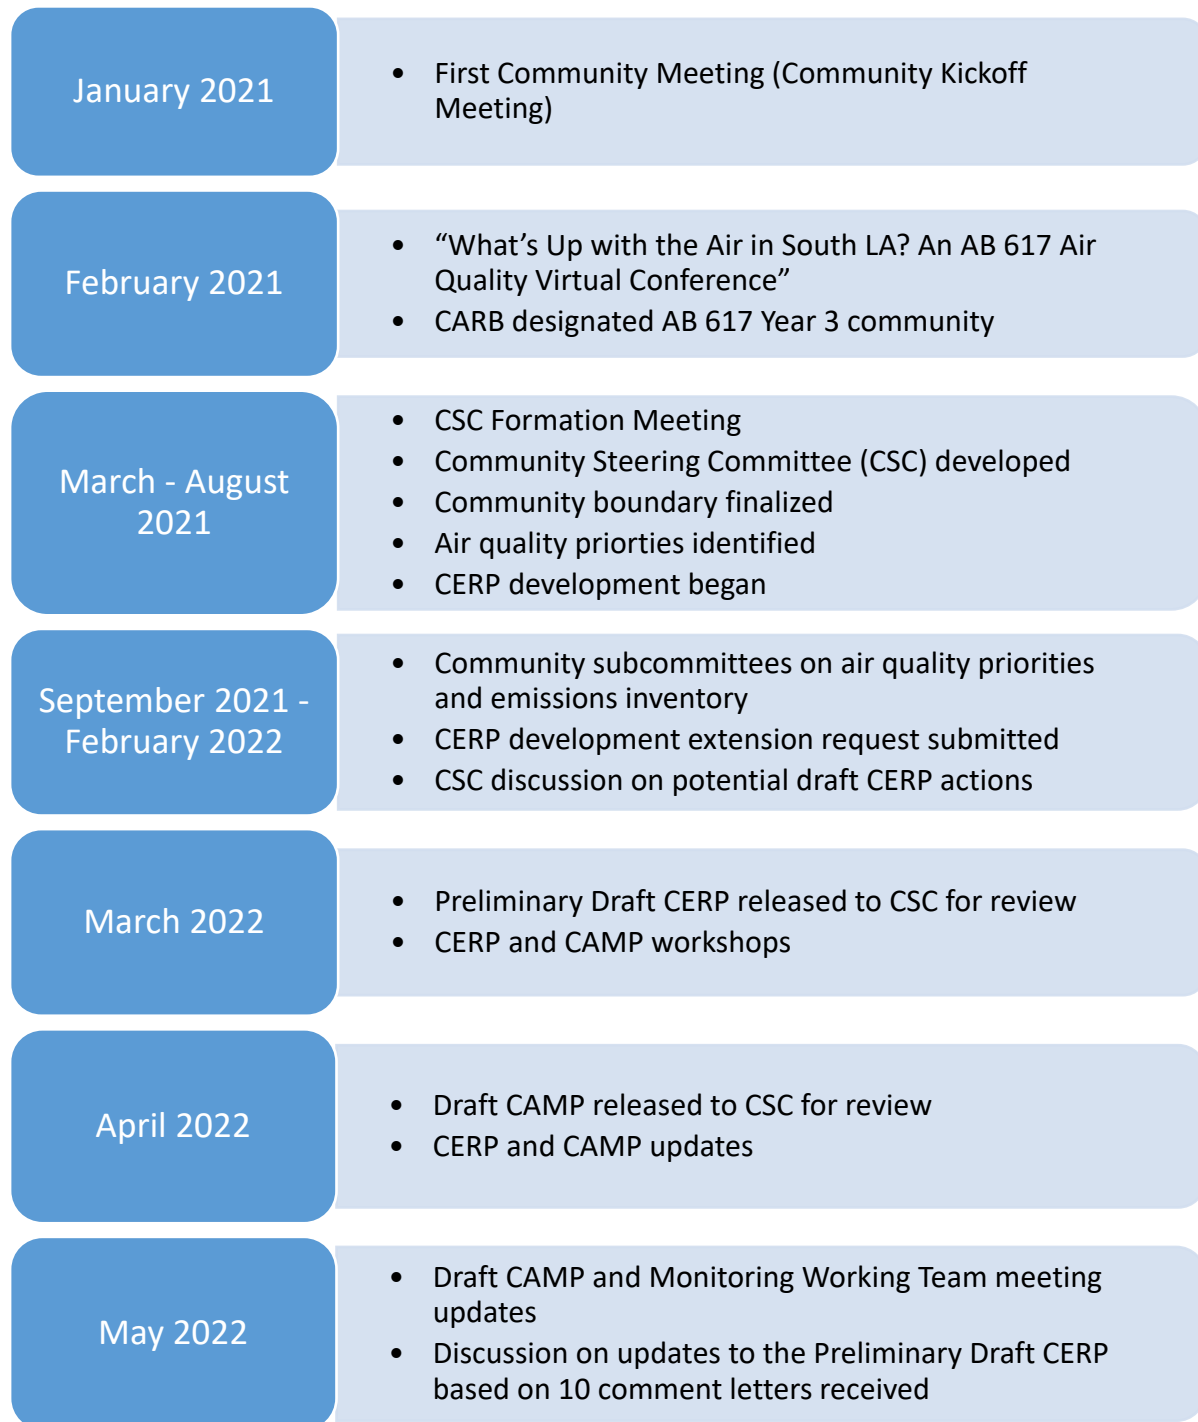 January 2021
• First Community Meeting (Community Kickoff
Meeting)
February 2021
• “What’s Up with the Air in South LA? An AB 617 Air
Quality Virtual Conference”
• CARB designated AB 617 Year 3 community
March - August
2021
• CSC Formation Meeting
• Community Steering Committee (CSC) developed
• Community boundary finalized
• Air quality priorties identified
• CERP development began
September 2021 -
February 2022
• Community subcommittees on air quality priorities
and emissions inventory
• CERP development extension request submitted
• CSC discussion on potential draft CERP actions
March 2022
• Preliminary Draft CERP released to CSC for review
• CERP and CAMP workshops
April 2022
• Draft CAMP released to CSC for review
• CERP and CAMP updates
May 2022
• Draft CAMP and Monitoring Working Team meeting
updates
• Discussion on updates to the Preliminary Draft CERP
based on 10 comment letters received